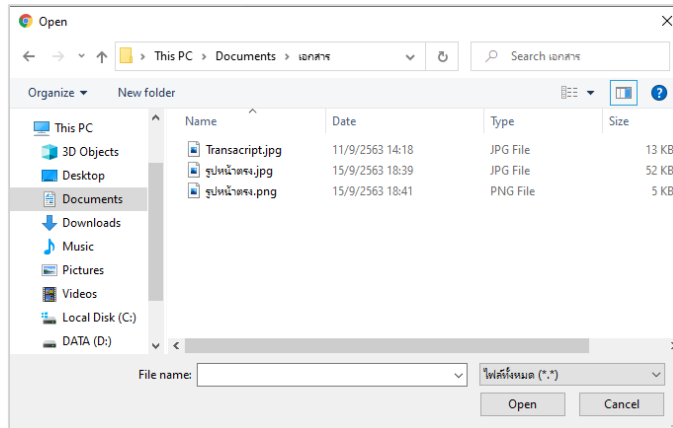 Open
This PC > Documents > เอกสาร
Search เอกสาร
Organize
New folder
Name Date Type Size
This PC
3D Objects
Desktop
Documents
Downloads
Music
Pictures
Videos
Local Disk (C:)
DATA (D:)
Transacript.jpg 11/9/2563 14:18 JPG File 13 KB
รูปหน้าตรง.jpg 15/9/2563 18:39 JPG File 52 KB
รูปหน้าตรง.png 15/9/2563 18:41 PNG File 5 KB
File name:
ไฟล์ทั้งหมด (*.*)
Open
Cancel